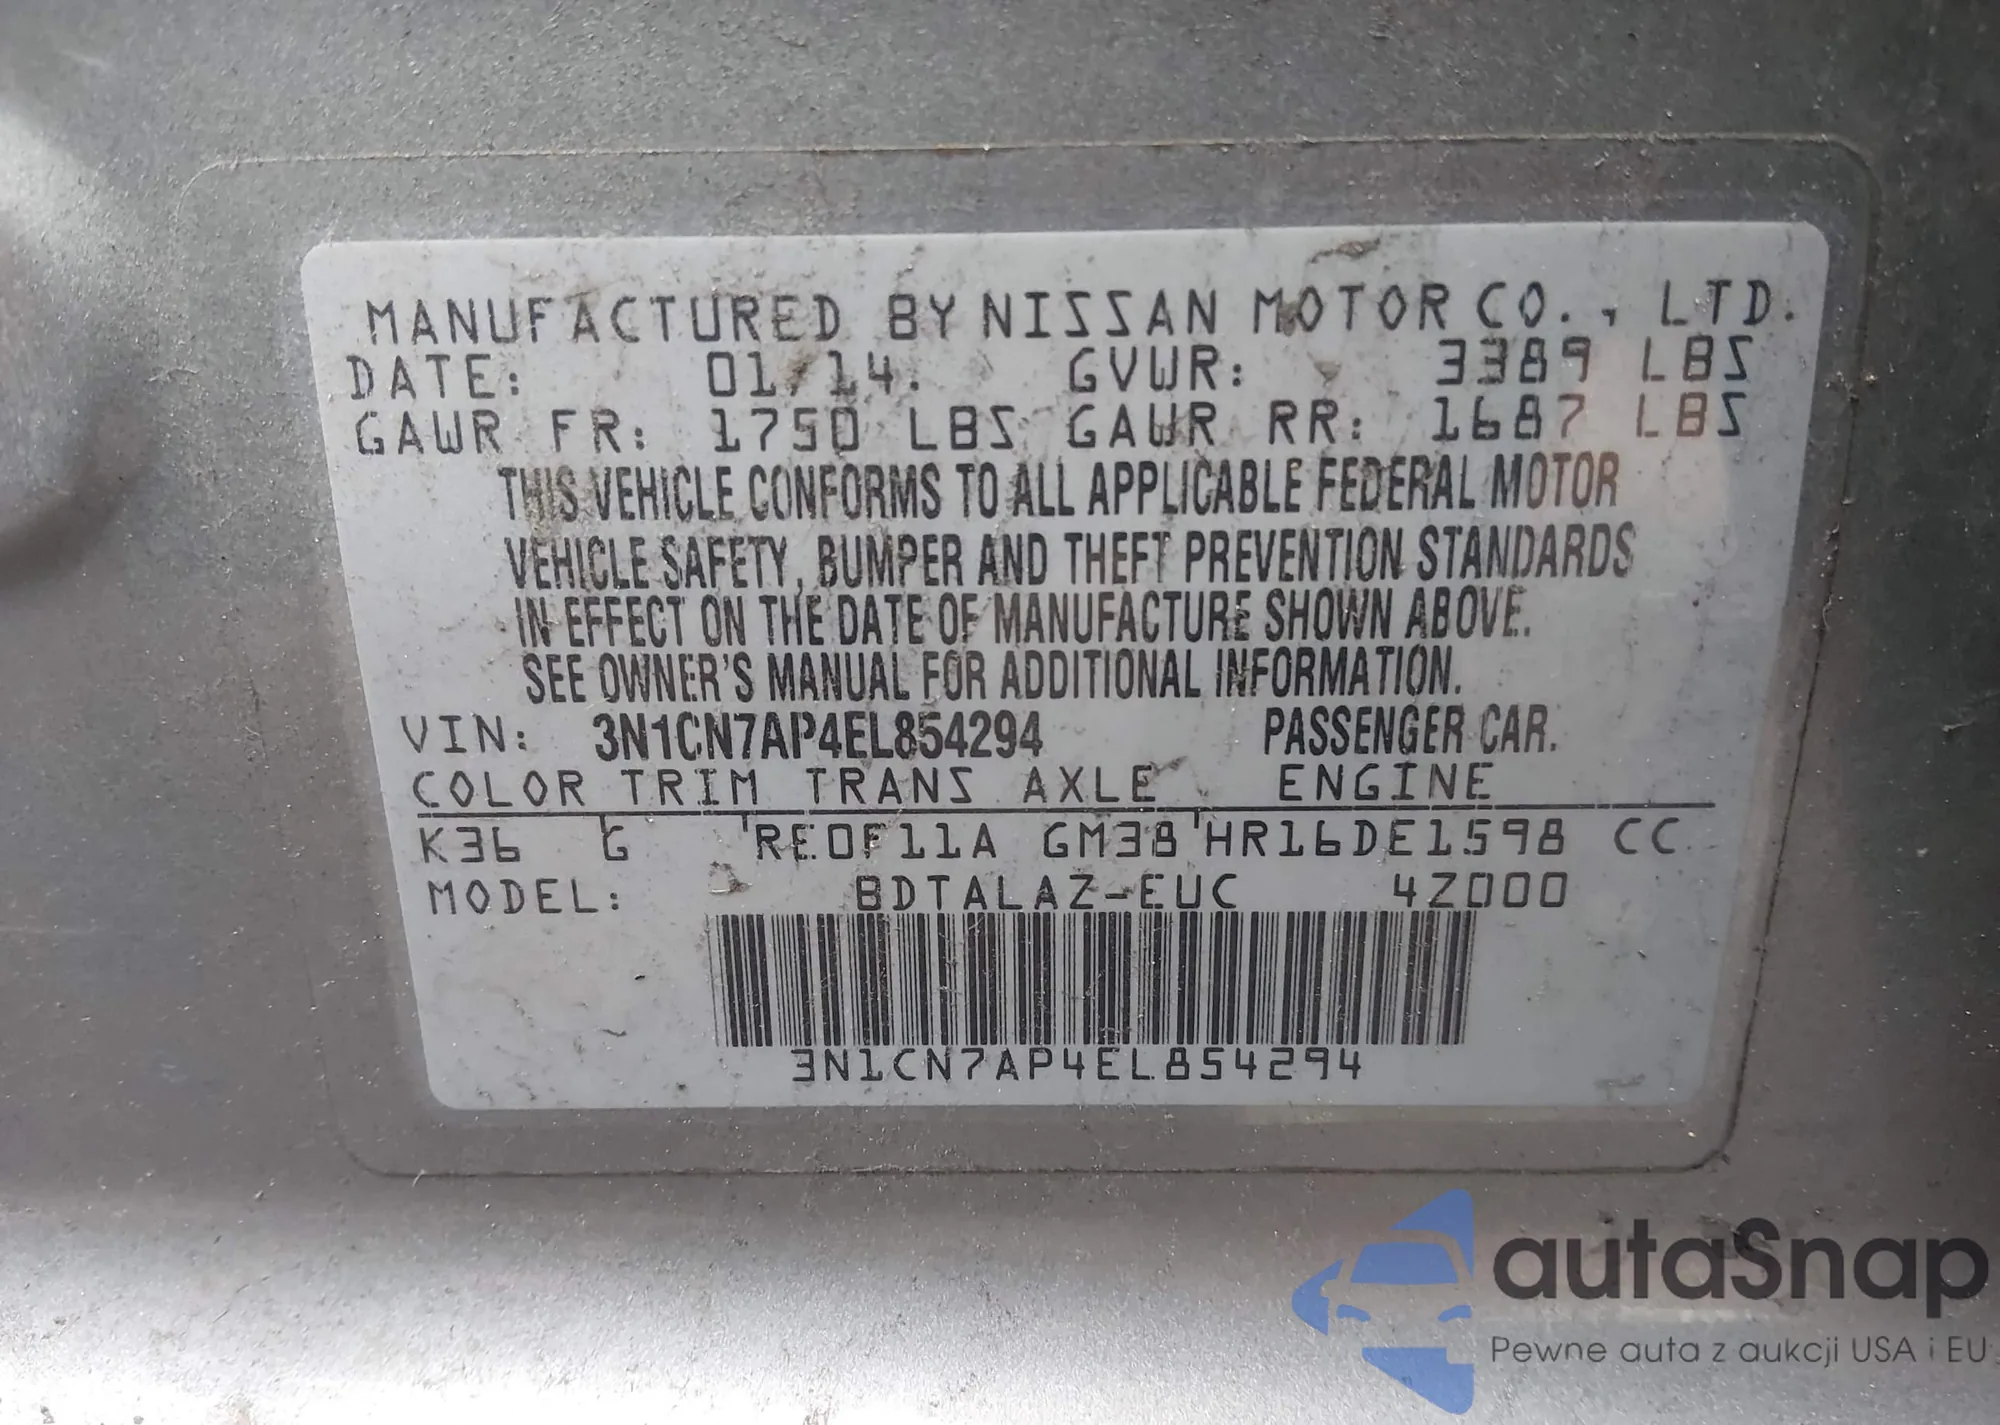 MANUFACTURED BY NISSAN MOTOR CO., LTD.
DATE: 01/14. GVWR: 3389 LBS
GAWR FR: 1750 LBS GAWR RR: 1687 LBS
THIS VEHICLE CONFORMS TO ALL APPLICABLE FEDERAL MOTOR
VEHICLE SAFETY, BUMPER AND THEFT PREVENTION STANDARDS
IN EFFECT ON THE DATE OF MANUFACTURE SHOWN ABOVE.
SEE OWNER'S MANUAL FOR ADDITIONAL INFORMATION.
VIN: 3N1CN7AP4EL854294 PASSENGER CAR.
COLOR TRIM TRANS AXLE ENGINE
K36 G RE0F11A GM38 HR16DE1598 CC
MODEL: BDTALAZ-EUC 4Z000
3N1CN7AP4EL854294
autaSnap
Pewne auta z aukcji USA i EU